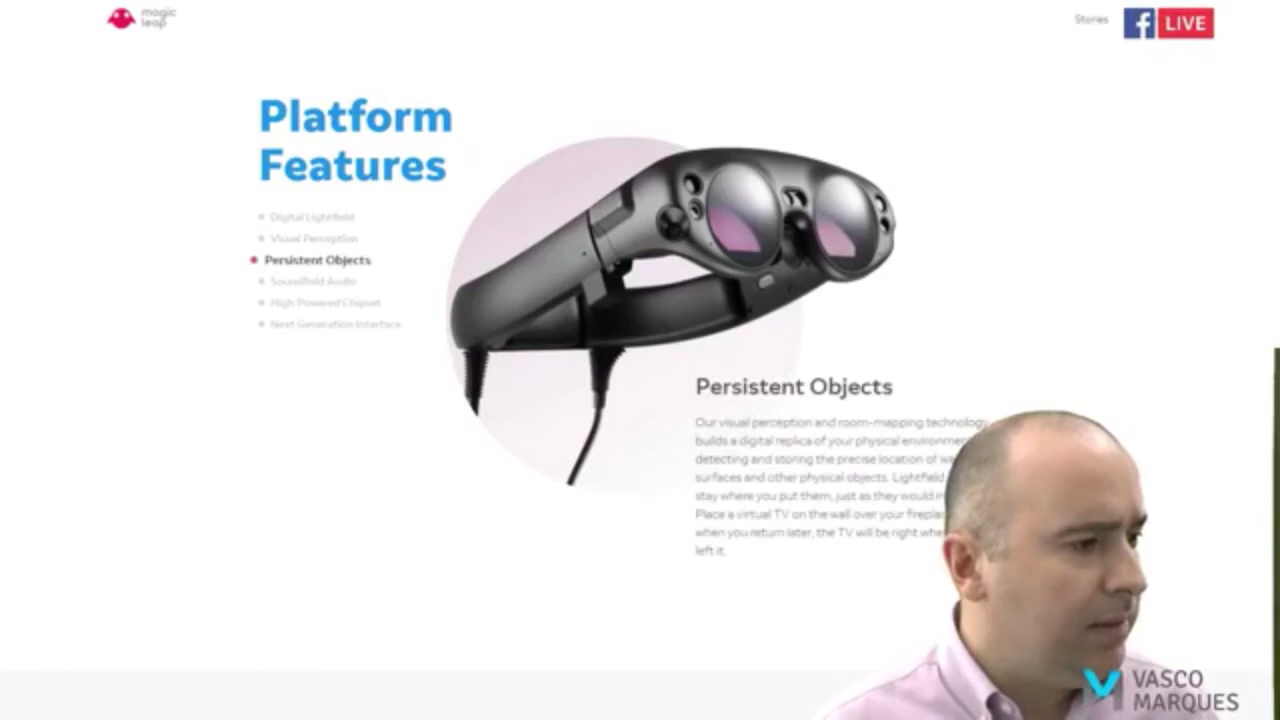 magic
leap
Stories
f LIVE
Platform
Features
Digital Lightfield
Visual Perception
Persistent Objects
Soundfield Audio
High Powered Chipset
Next Generation Interface
Persistent Objects
Our visual perception and room-mapping technology
builds a digital replica of your physical
detecting and storing the precise location of
surfaces and other physical objects. Lightfield
stay where you put them, just as they would
Place a virtual TV on the wall over your
when you return later, the TV will be right
left it.
VASCO
MARQUES